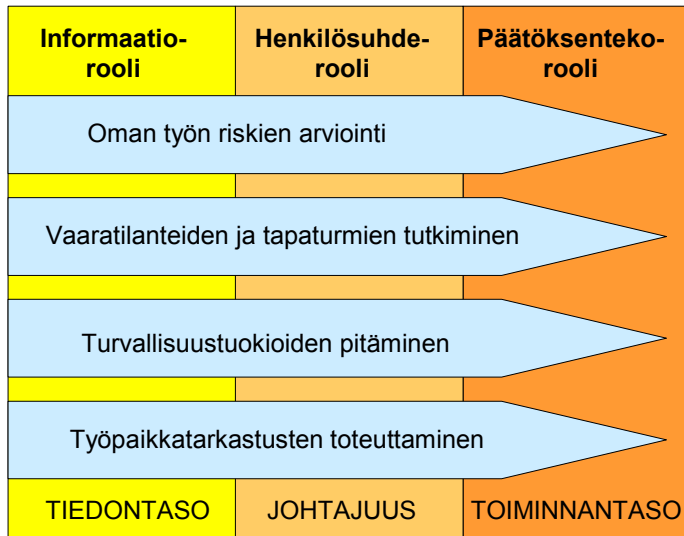 Informaatio-
rooli
Henkilösuhde-
rooli
Päätöksenteko-
rooli
Oman työn riskien arviointi
Vaaratilanteiden ja tapaturmien tutkiminen
Turvallisuustuokioiden pitäminen
Työpaikkatarkastusten toteuttaminen
TIEDONTASO
JOHTAJUUS
TOIMINNANTASO